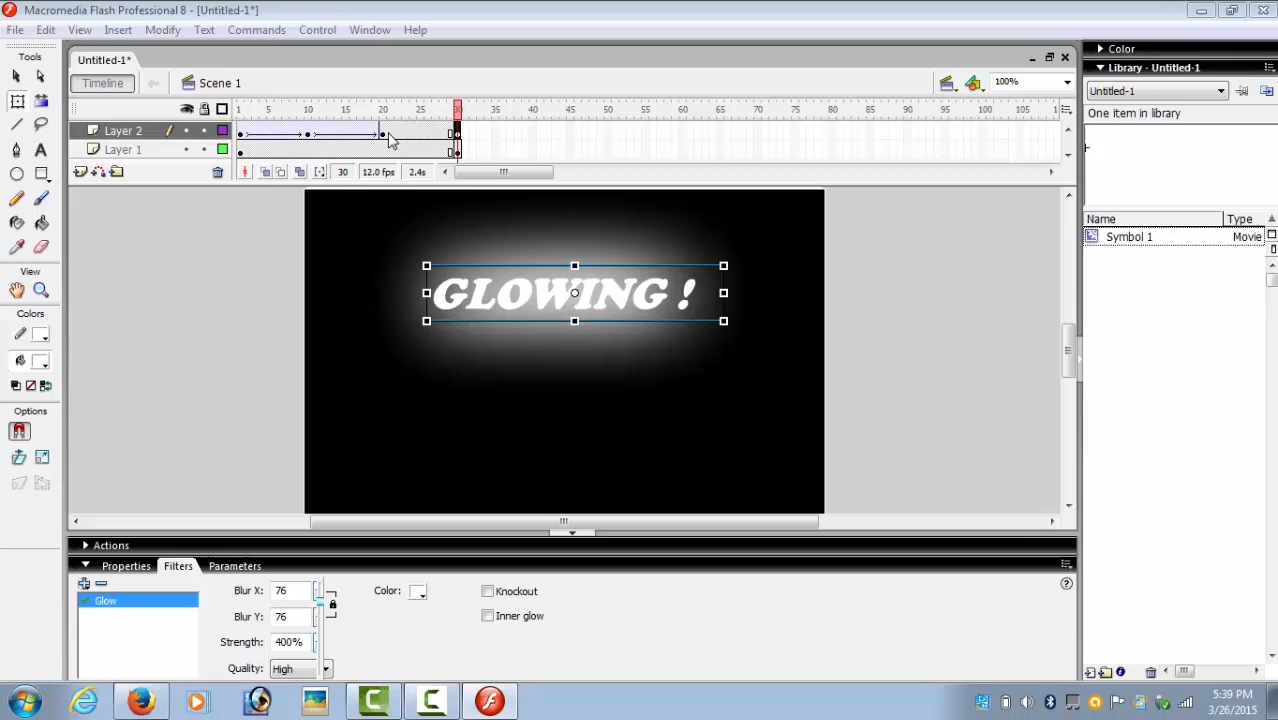 Macromedia Flash Professional 8 - [Untitled-1*]
File Edit View Insert Modify Text Commands Control Window Help
Tools
Untitled-1*
Timeline
Scene 1
100%
1 5 10 15 20 25 30 35 40 45 50 55 60 65 70 75 80 85 90 95 100 105
Layer 2
Layer 1
30 12.0 fps 2.4s
View
Colors
Options
GLOWING !
Color
Library - Untitled-1
Untitled-1
One item in library
Name Type
Symbol 1 Movie
Actions
Properties Filters Parameters
Glow
Blur X: 76
Blur Y: 76
Strength: 400%
Quality: High
Color:
Knockout
Inner glow
5:39 PM
3/26/2015